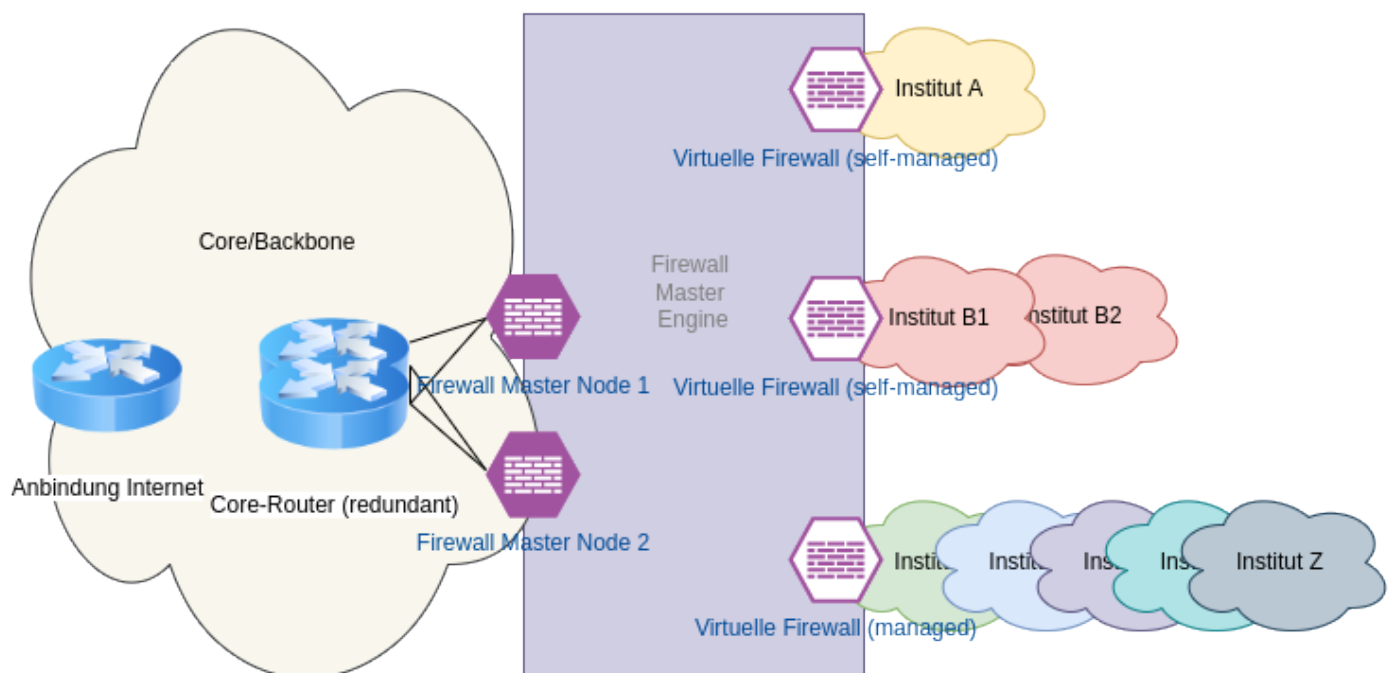 Institut A
Virtuelle Firewall (self-managed)
Core/Backbone
Firewall
Master
Engine
Institut B1
nstitut B2
Firewall Master Node 1
Virtuelle Firewall (self-managed)
Anbindung Internet
Core-Router (redundant)
Firewall Master Node 2
Institut Z
Virtuelle Firewall (managed)